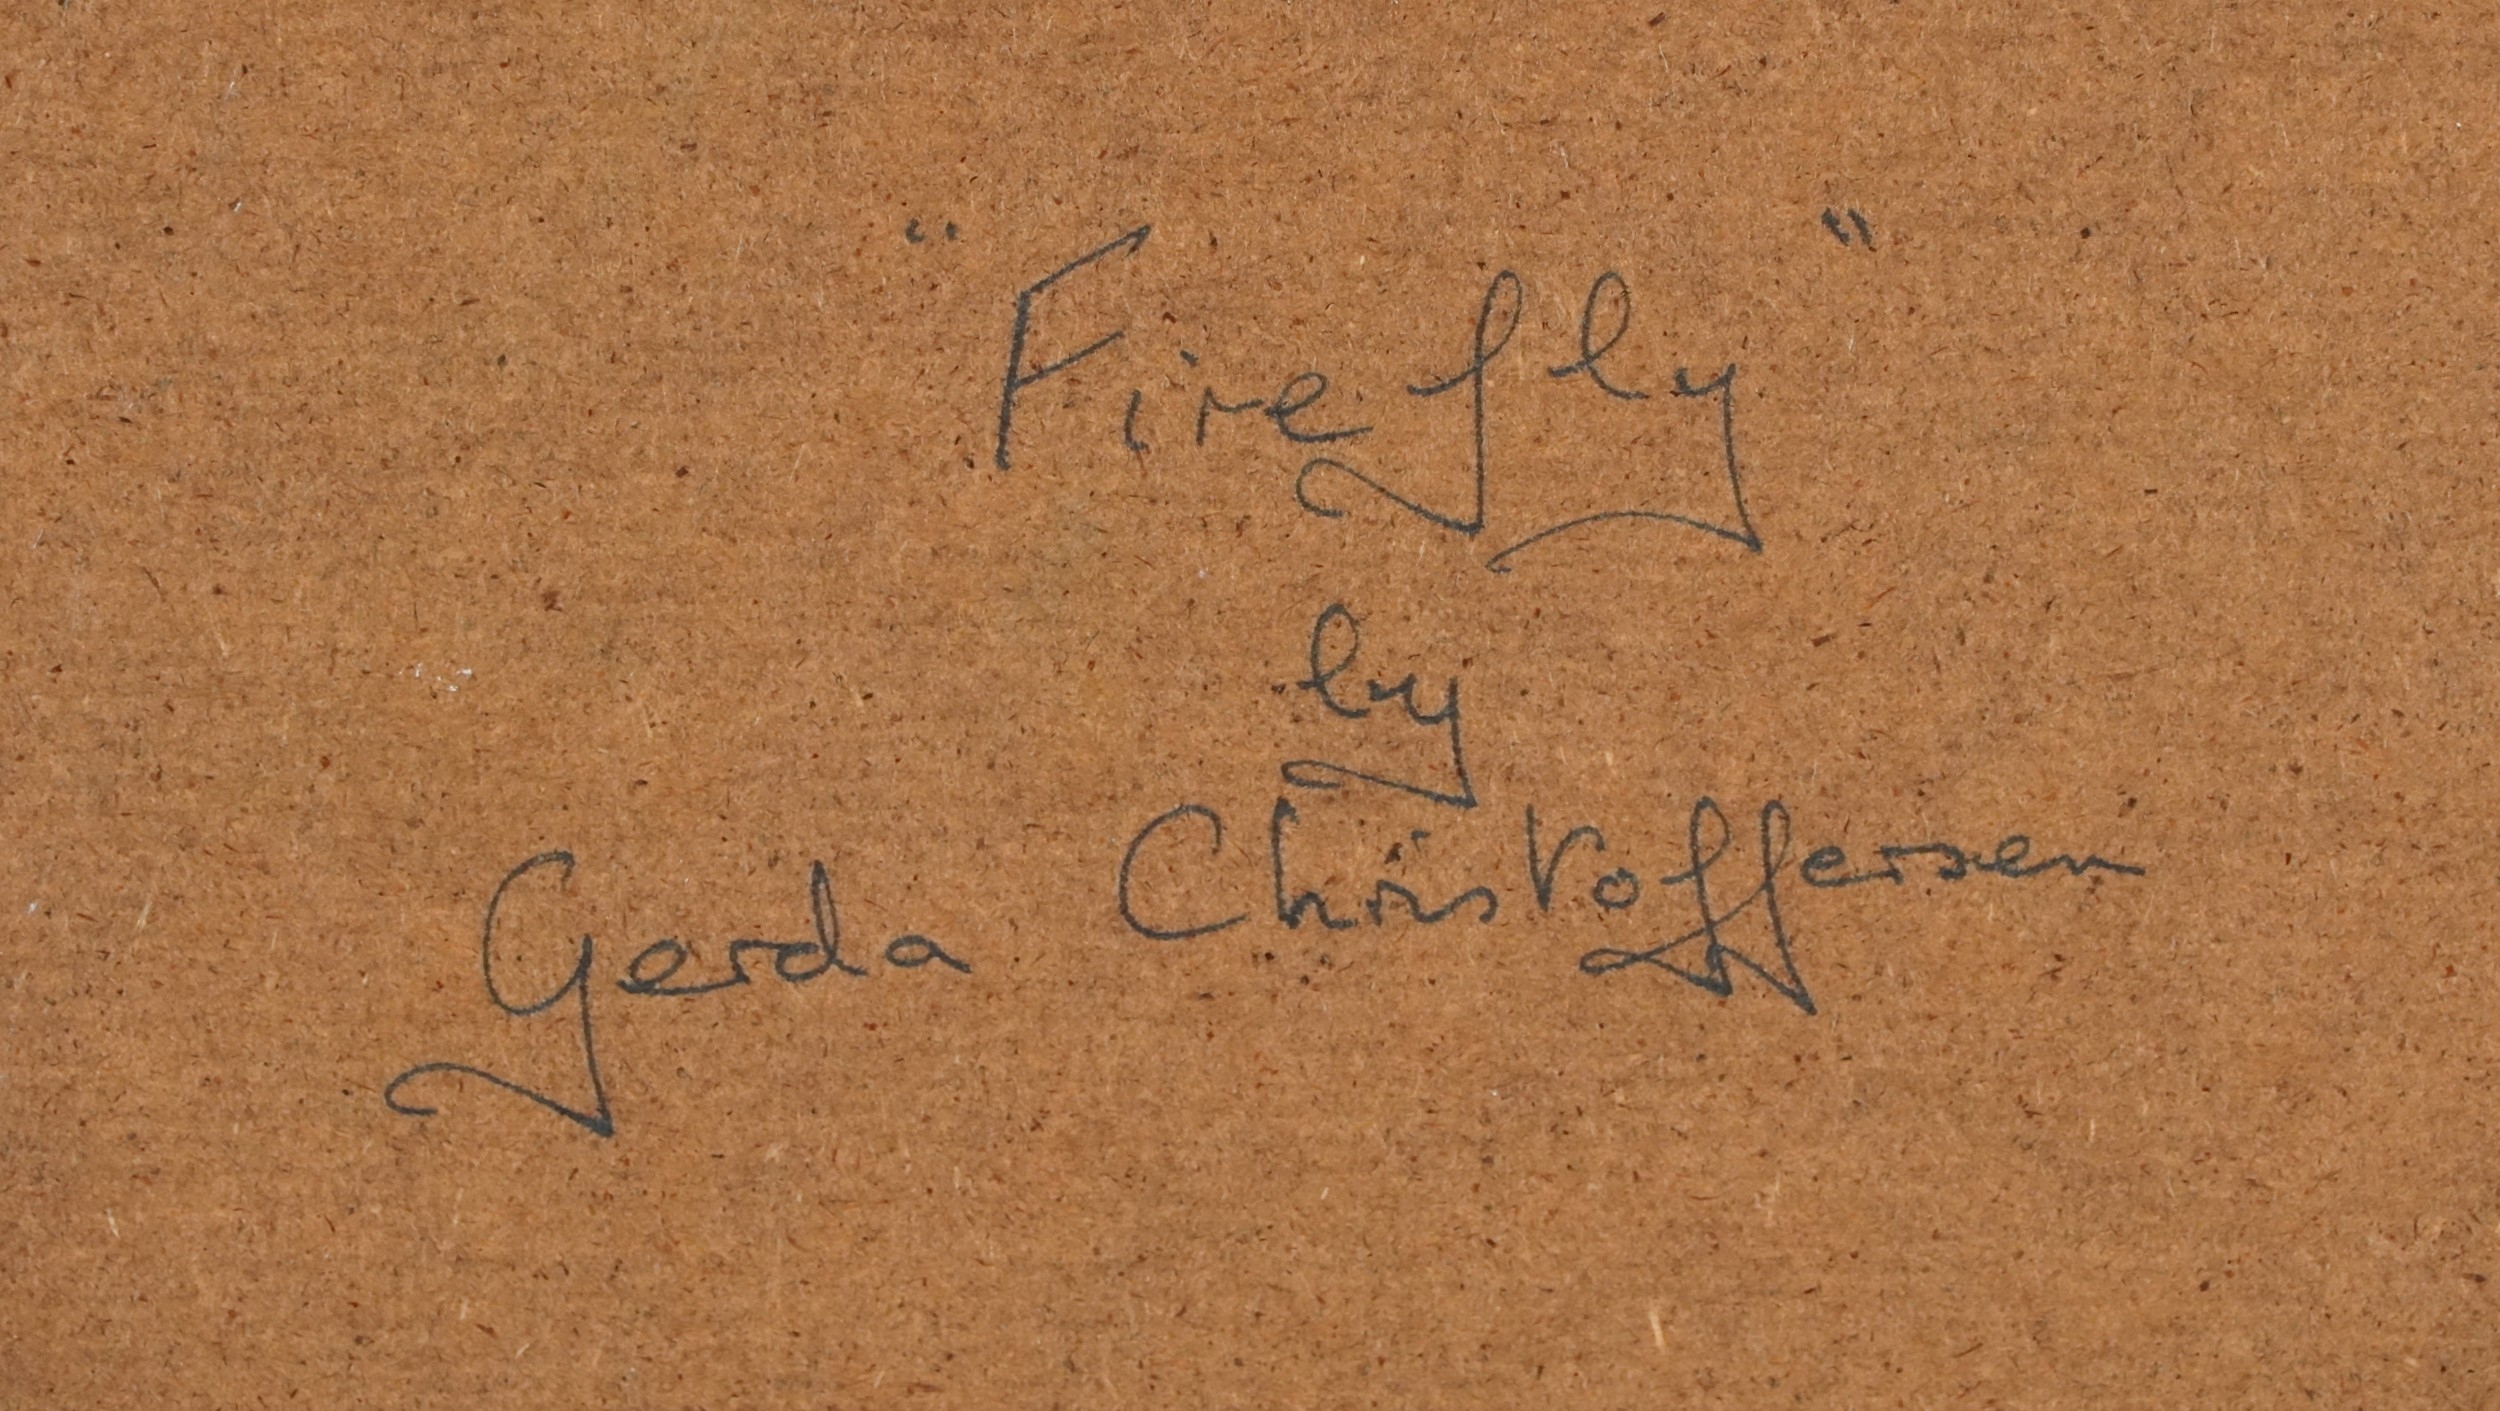 "Firefly"
by
Gerda Christoffersen